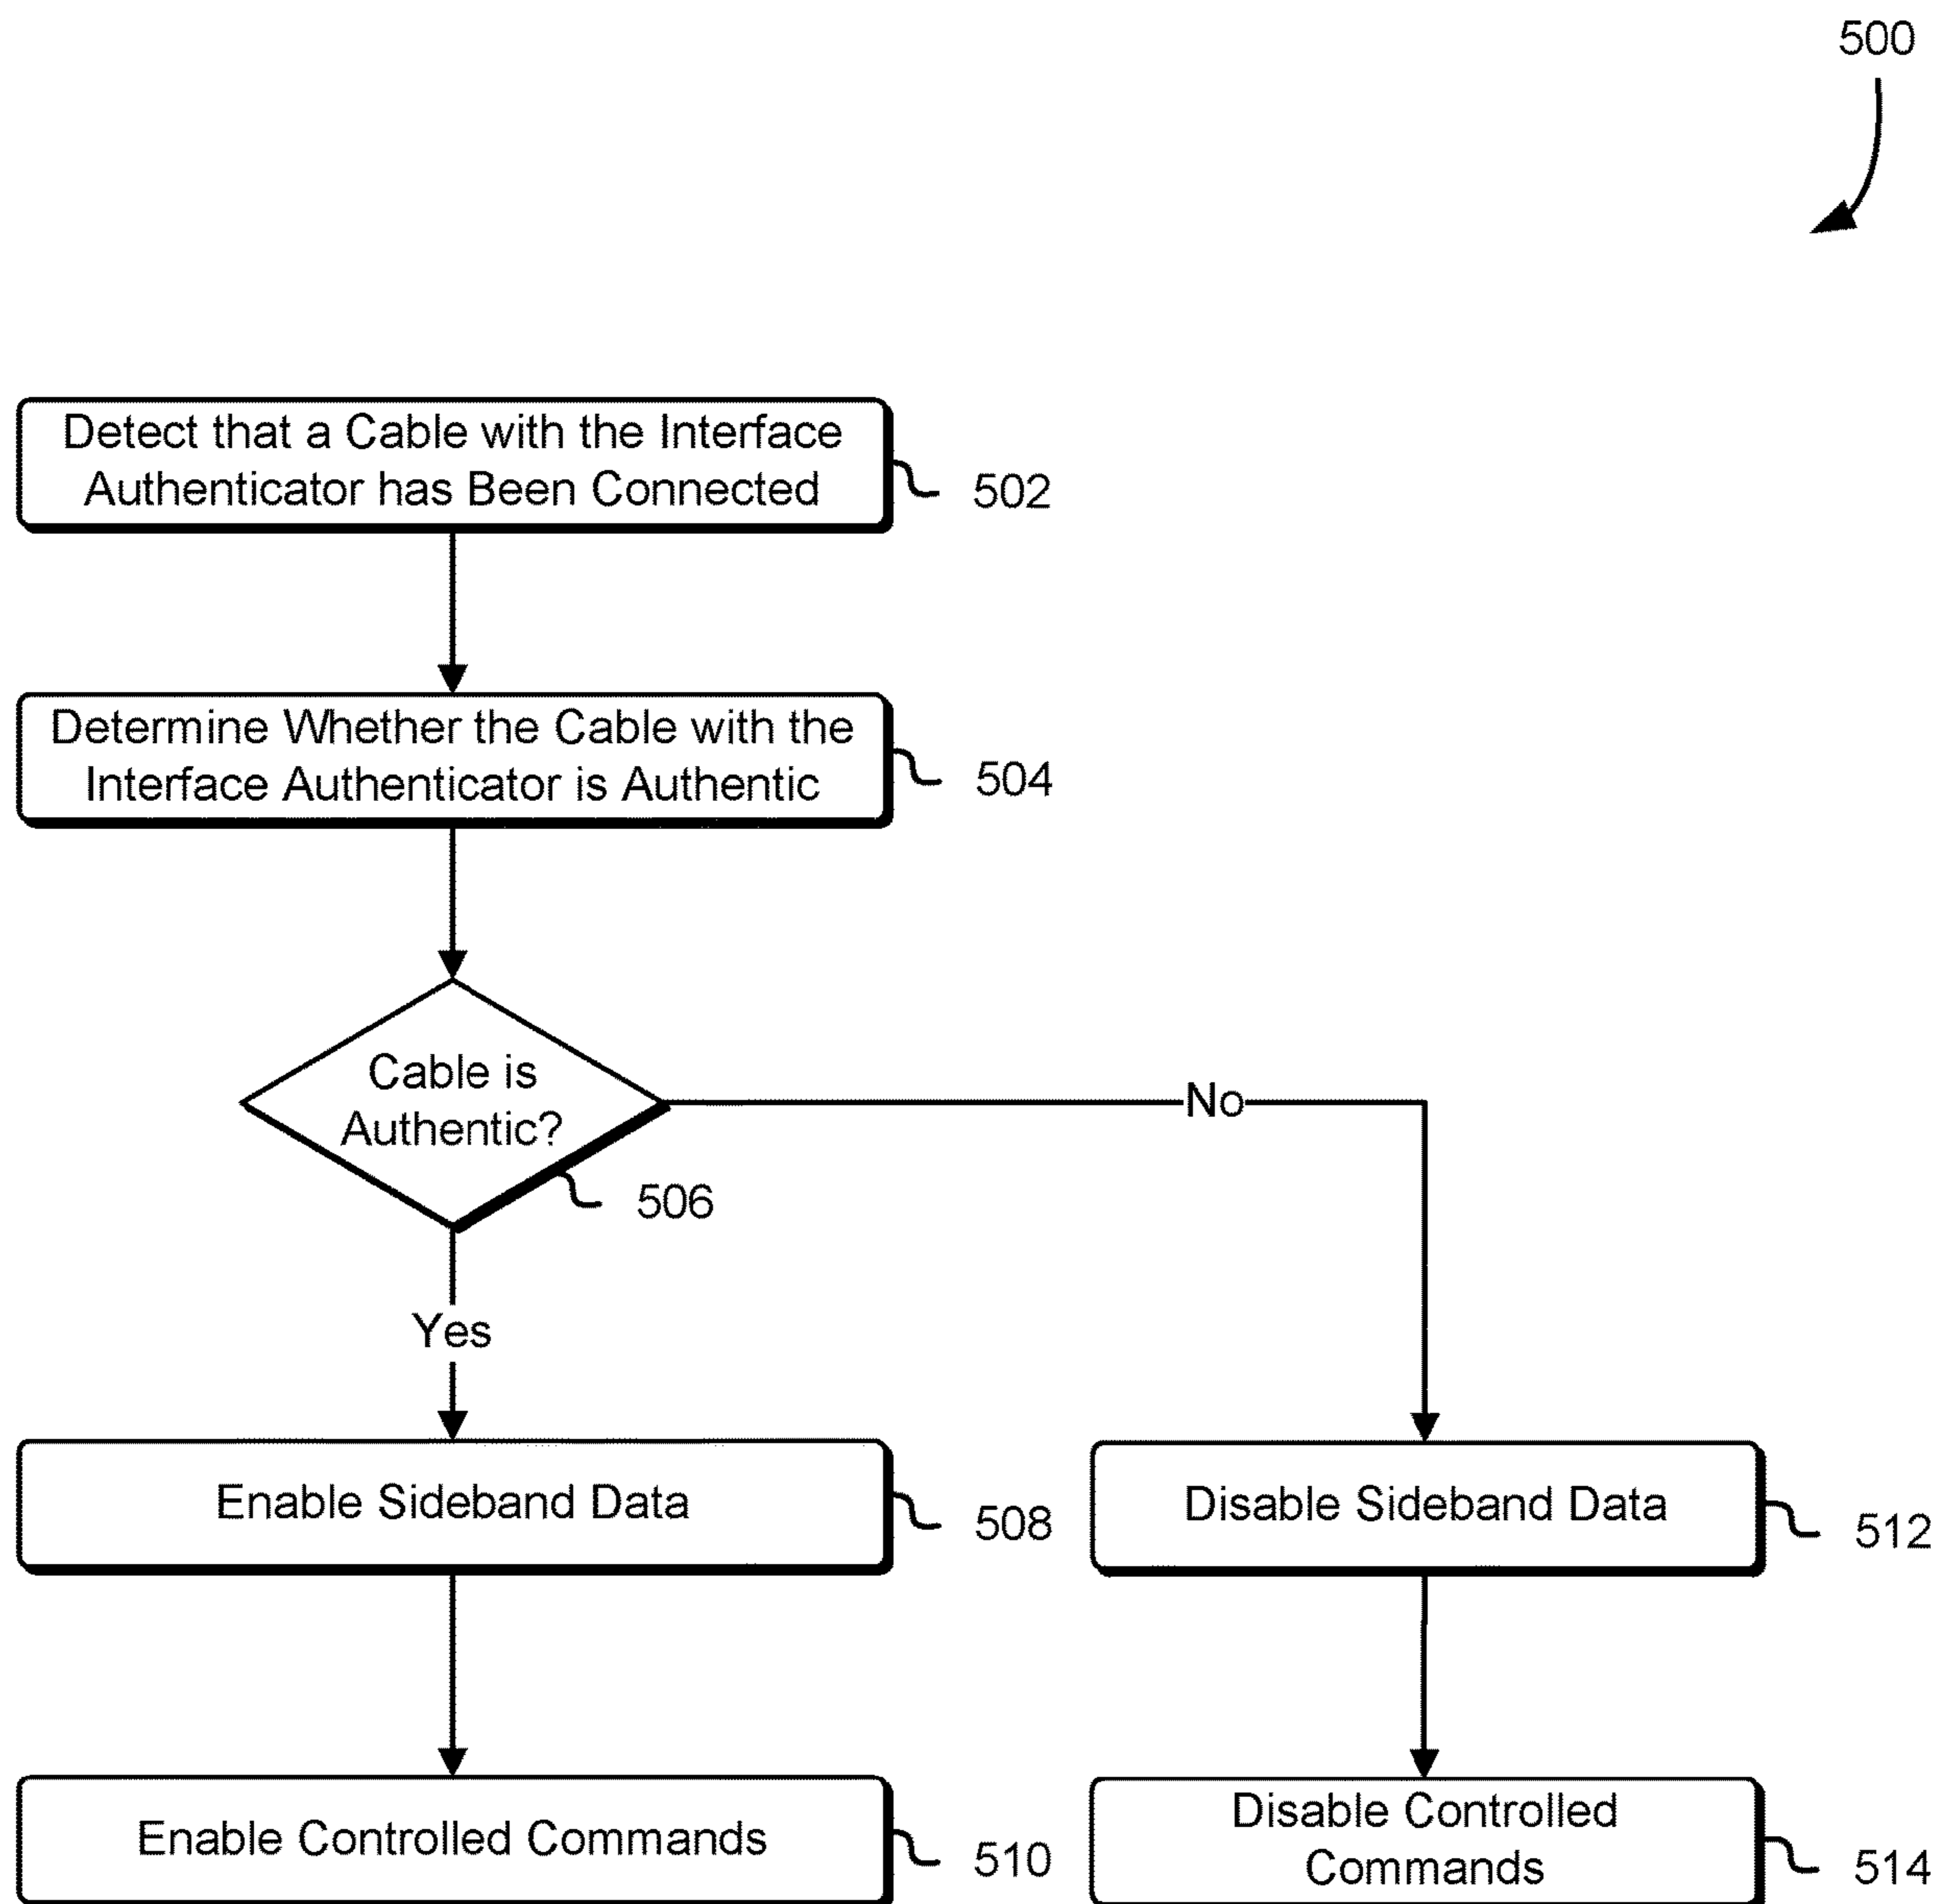 500
Detect that a Cable with the Interface
Authenticator has Been Connected
502
Determine Whether the Cable with the
Interface Authenticator is Authentic
504
Cable is
Authentic?
506
No
Yes
Enable Sideband Data
508
Disable Sideband Data
512
Enable Controlled Commands
510
Disable Controlled
Commands
514